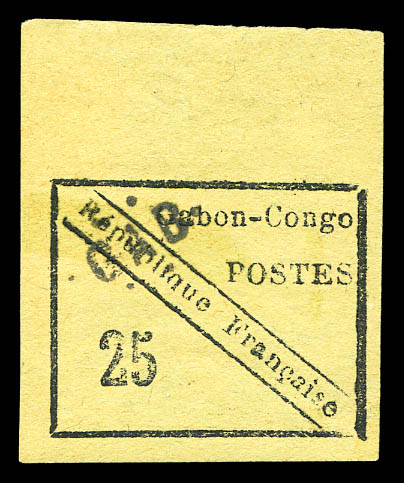 Gabon-Congo
POSTES
République Française
25